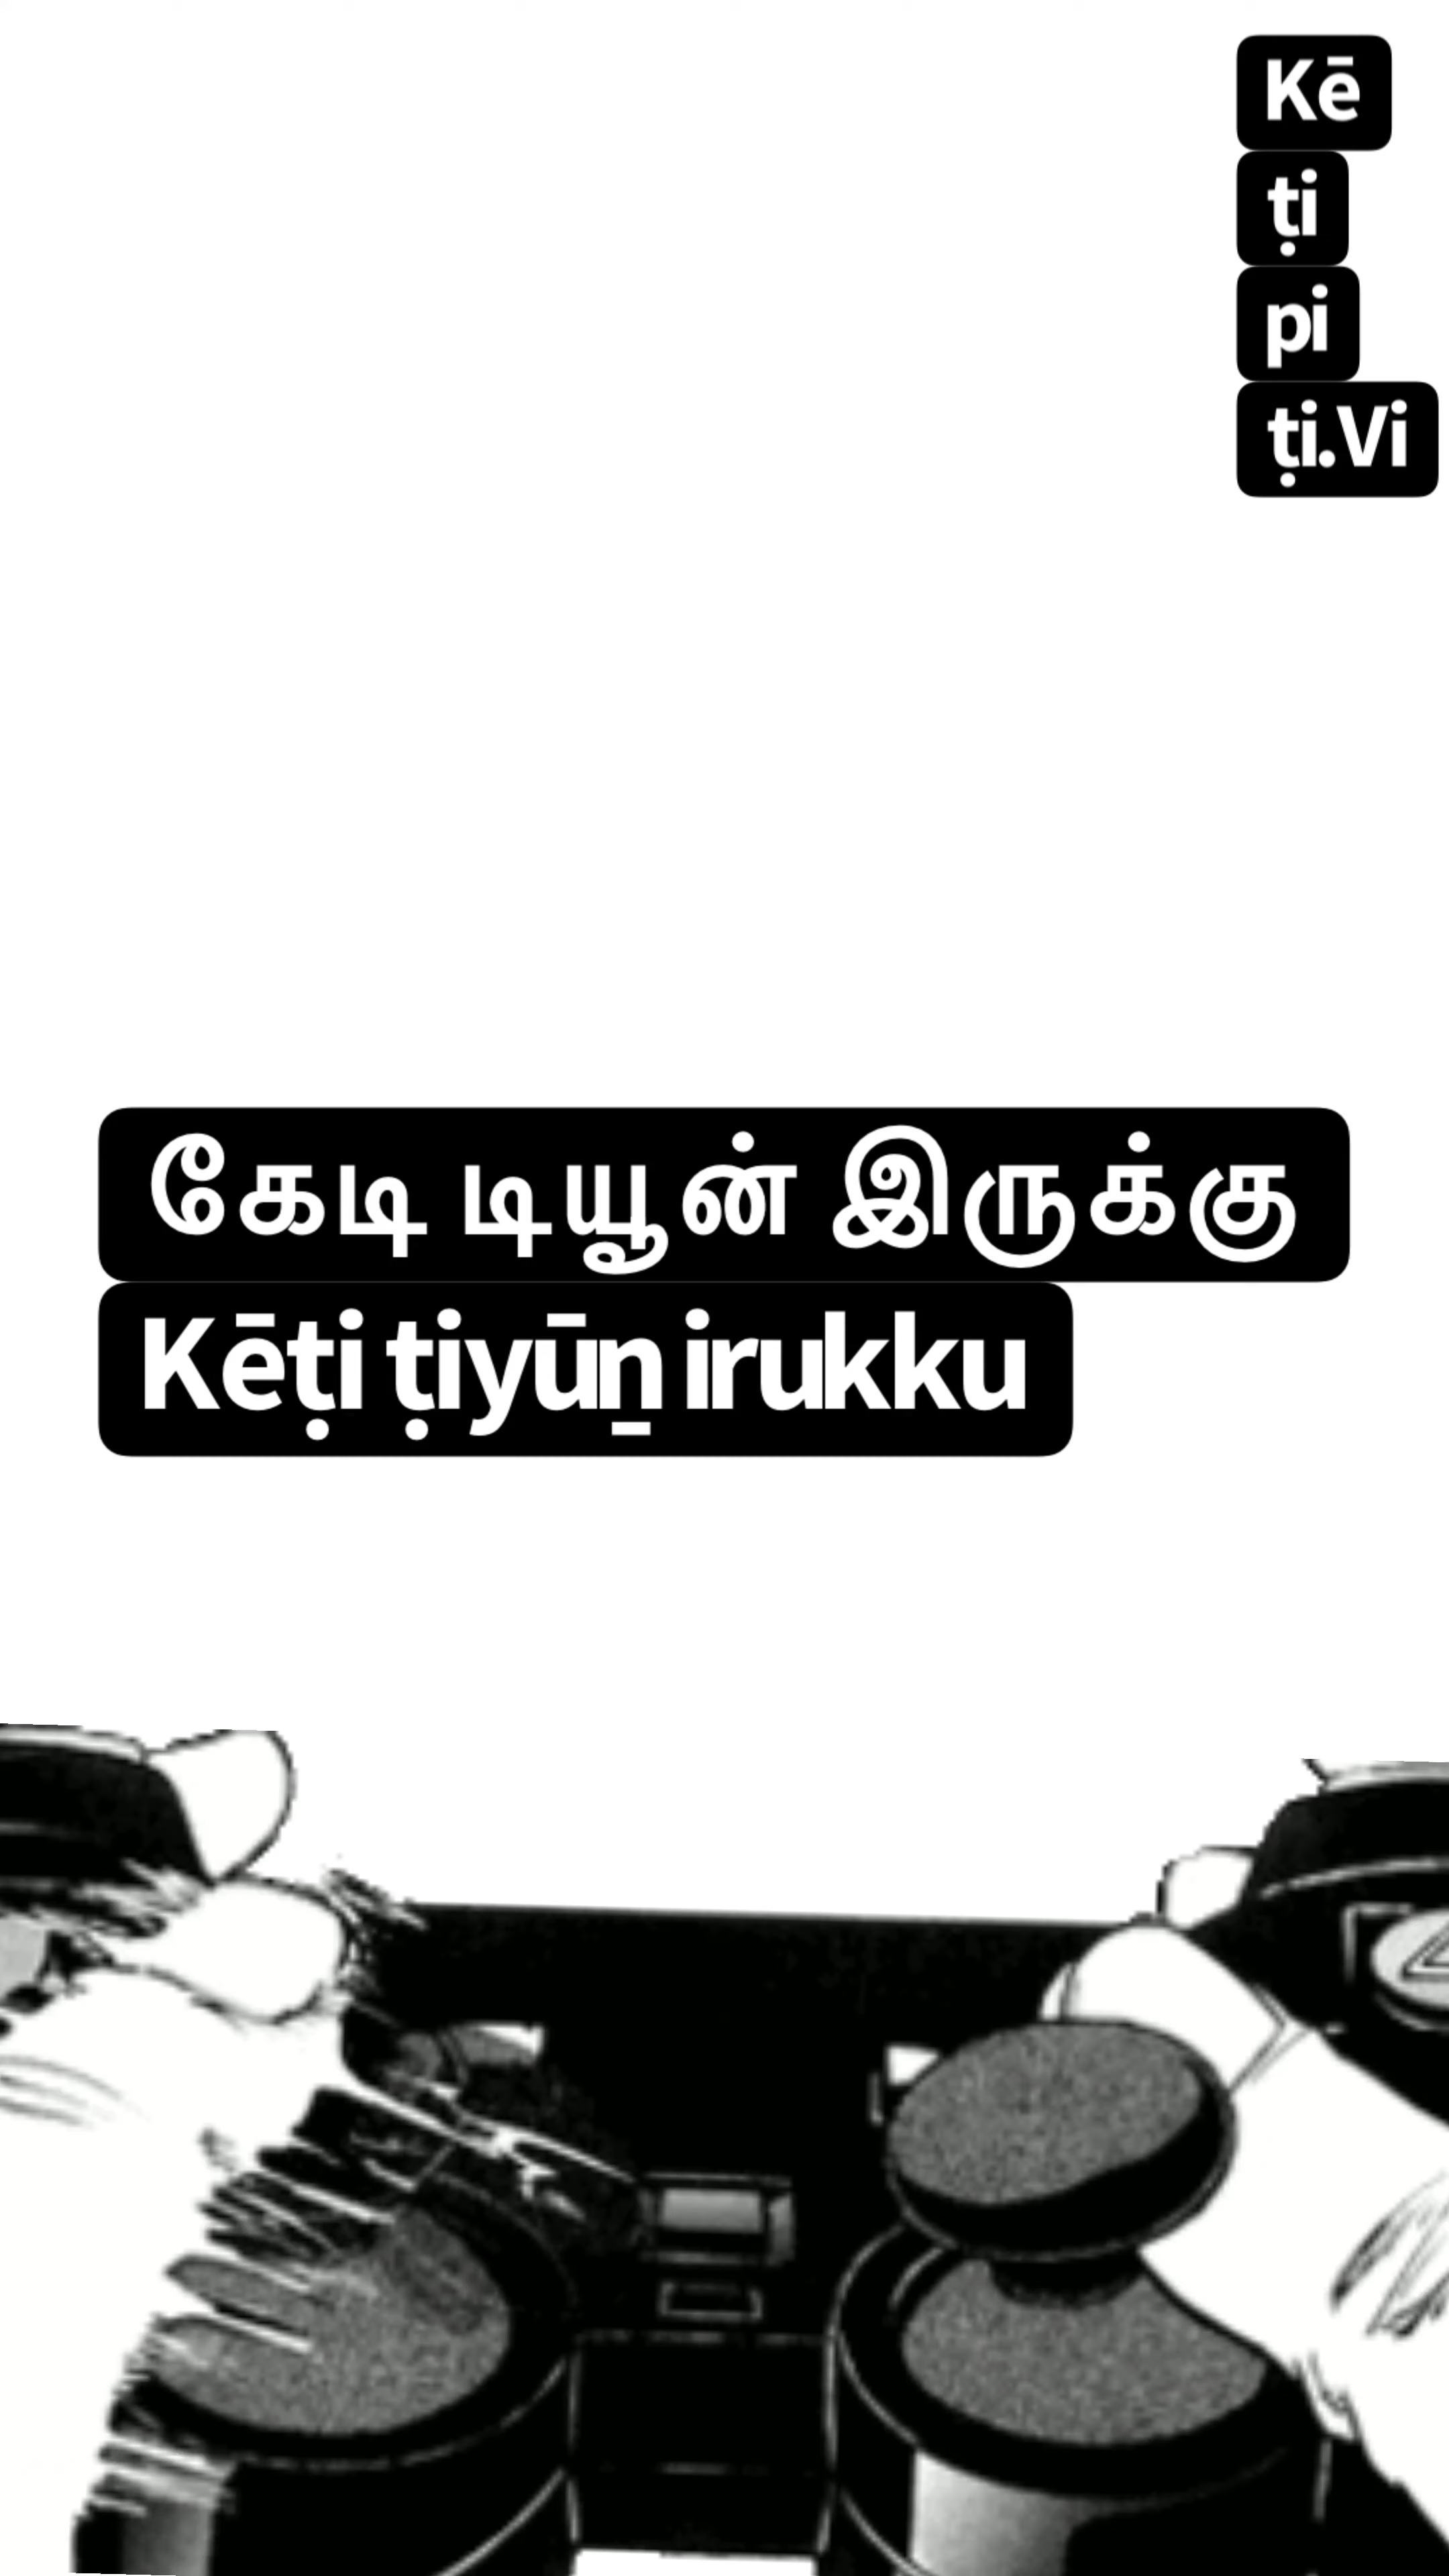 Kē
ṭi
pi
ṭi.Vi
கேடி டியூன் இருக்கு
Kēṭi ṭiyūṉ irukku